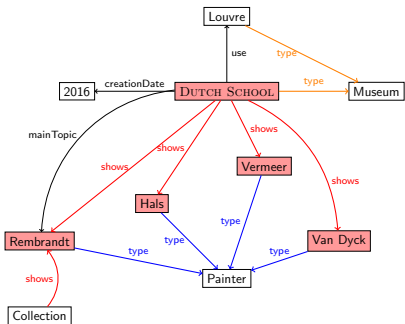 Louvre
use
type
2016
creationDate
DUTCH SCHOOL
type
Museum
mainTopic
shows
shows
shows
Vermeer
shows
Hals
Rembrandt
type
type
type
type
Van Dyck
shows
Painter
Collection